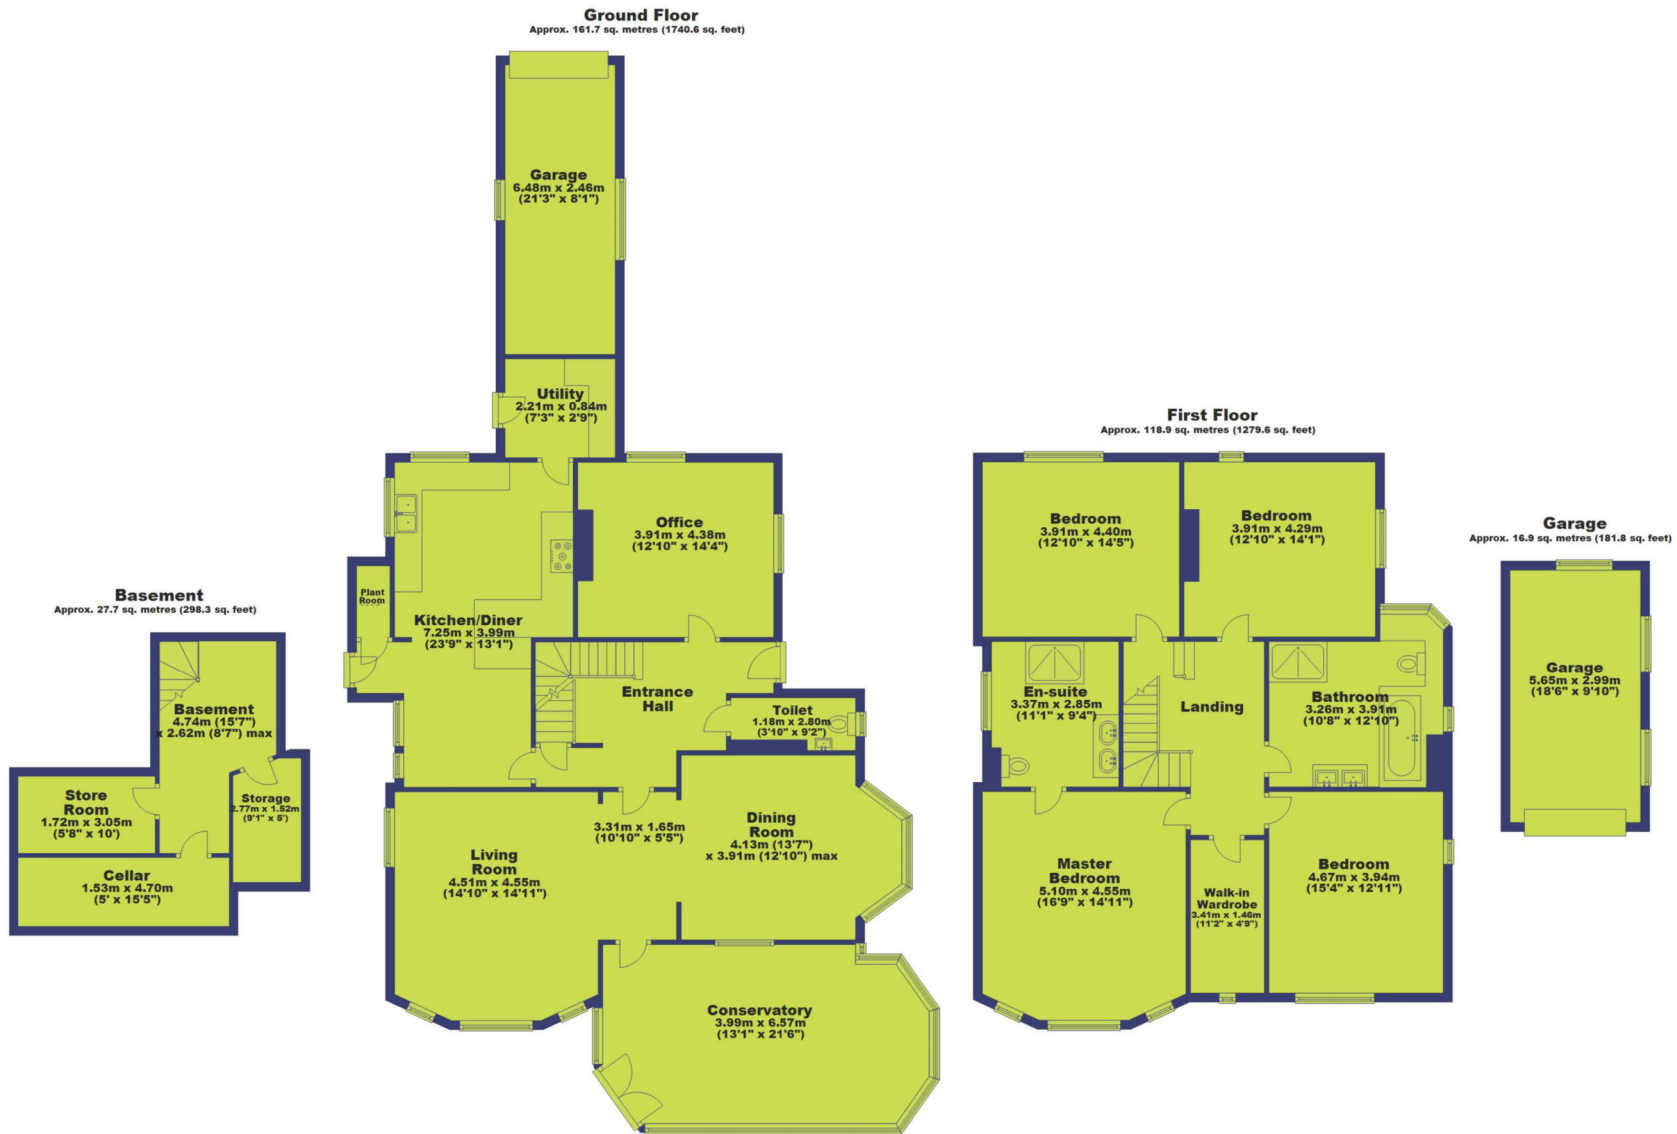 Ground Floor
Approx. 161.7 sq. metres (1740.6 sq. feet)
Garage
6.48m x 2.46m
(21'3" x 8'1")
Utility
2.21m x 0.84m
(7'3" x 2'9")
Office
3.91m x 4.38m
(12'10" x 14'4")
Plant
Room
Kitchen/Diner
7.25m x 3.99m
(23'9" x 13'1")
Entrance
Hall
Toilet
1.18m x 2.80m
(3'10" x 9'2")
3.31m x 1.65m
(10'10" x 5'5")
Dining
Room
4.13m (13'7")
x 3.91m (12'10") max
Living
Room
4.51m x 4.55m
(14'10" x 14'11")
Conservatory
3.99m x 6.57m
(13'1" x 21'6")
Basement
Approx. 27.7 sq. metres (298.3 sq. feet)
Basement
4.74m (15'7")
x 2.62m (8'7") max
Store
Room
1.72m x 3.05m
(5'8" x 10')
Storage
2.77m x 1.52m
(9'1" x 5')
Cellar
1.53m x 4.70m
(5' x 15'5")
First Floor
Approx. 118.9 sq. metres (1279.6 sq. feet)
Bedroom
3.91m x 4.40m
(12'10" x 14'5")
Bedroom
3.91m x 4.29m
(12'10" x 14'1")
En-suite
3.37m x 2.85m
(11'1" x 9'4")
Landing
Bathroom
3.26m x 3.91m
(10'8" x 12'10")
Master
Bedroom
5.10m x 4.55m
(16'9" x 14'11")
Walk-in
Wardrobe
3.41m x 1.46m
(11'2" x 4'9")
Bedroom
4.67m x 3.94m
(15'4" x 12'11")
Garage
Approx. 16.9 sq. metres (181.8 sq. feet)
Garage
5.65m x 2.99m
(18'6" x 9'10")